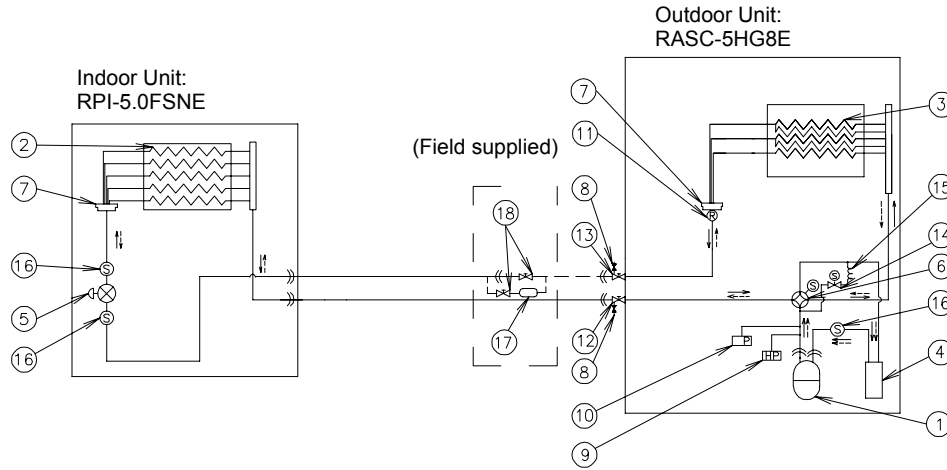 Outdoor Unit:
RASC-5HG8E
Indoor Unit:
RPI-5.0FSNE
(Field supplied)
2
7
16
5
16
18
17
8
13
12
8
7
11
3
15
14
6
16
4
1
10
9
S
S
R
S
S
S
P
P